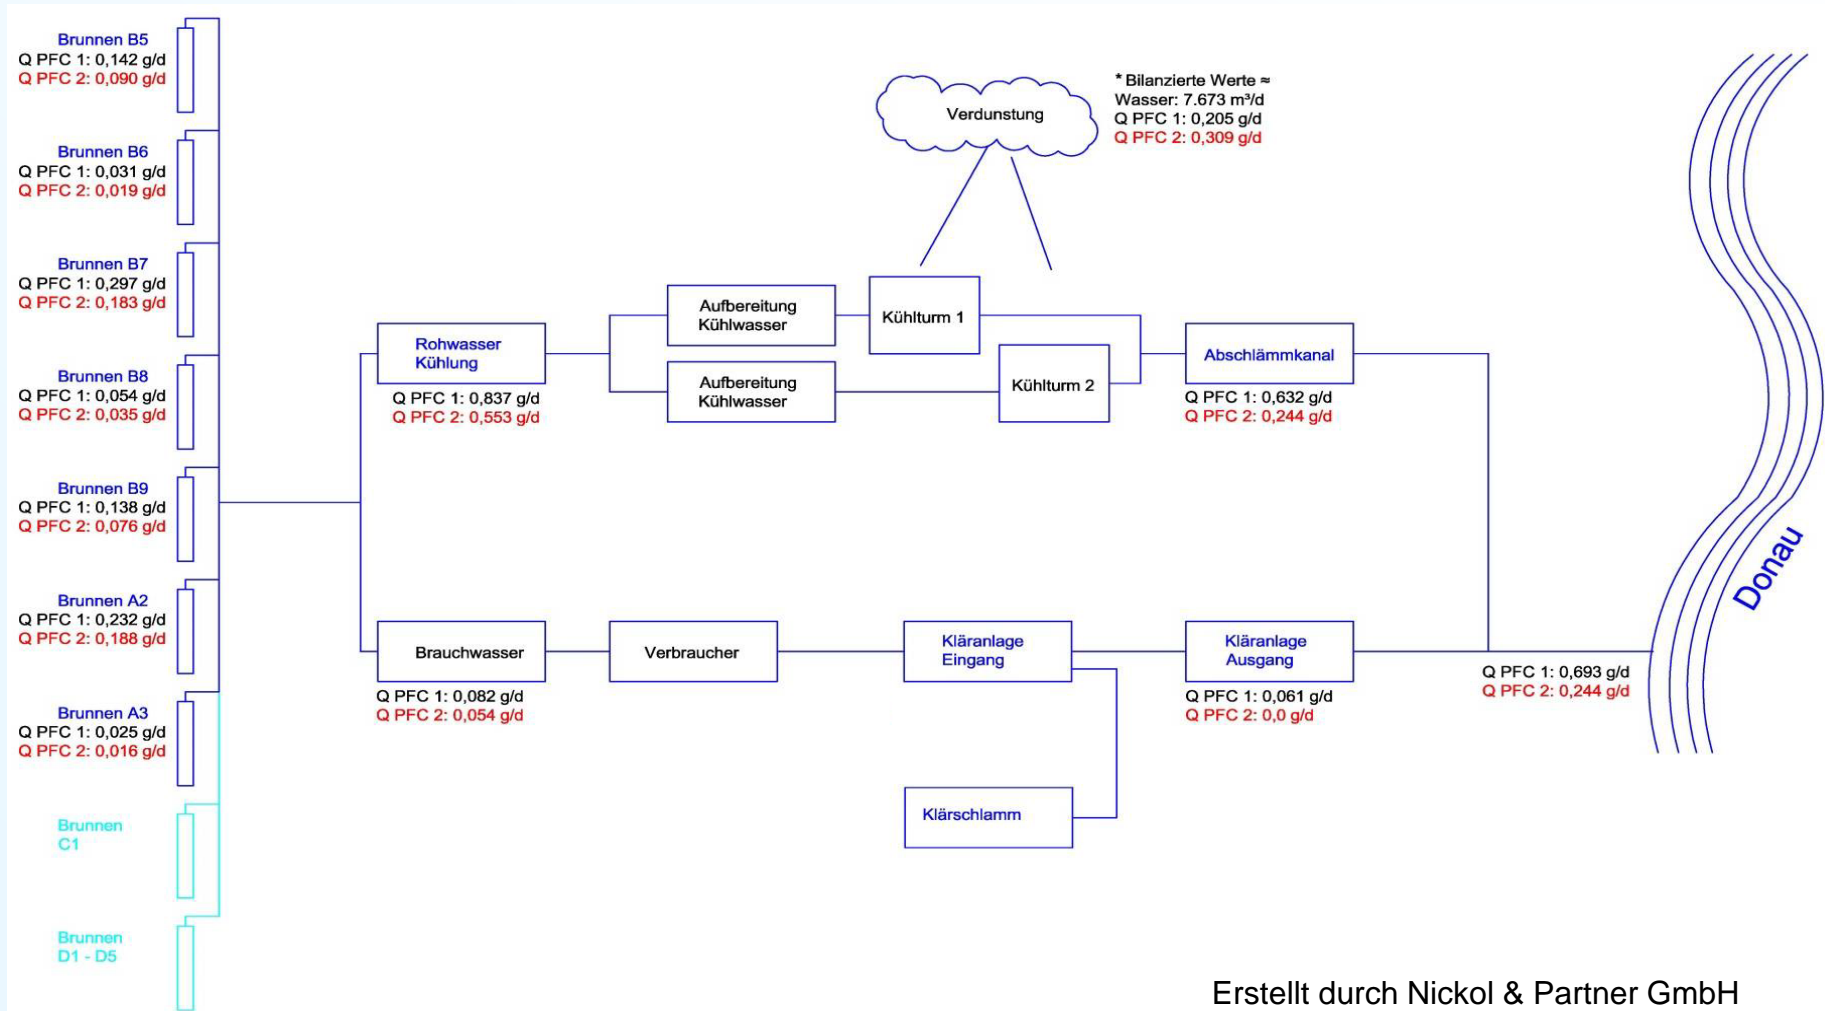 Brunnen B5
Q PFC 1: 0,142 g/d
Q PFC 2: 0,090 g/d
Brunnen B6
Q PFC 1: 0,031 g/d
Q PFC 2: 0,019 g/d
Brunnen B7
Q PFC 1: 0,297 g/d
Q PFC 2: 0,183 g/d
Brunnen B8
Q PFC 1: 0,054 g/d
Q PFC 2: 0,035 g/d
Brunnen B9
Q PFC 1: 0,138 g/d
Q PFC 2: 0,076 g/d
Brunnen A2
Q PFC 1: 0,232 g/d
Q PFC 2: 0,188 g/d
Brunnen A3
Q PFC 1: 0,025 g/d
Q PFC 2: 0,016 g/d
Brunnen
C1
Brunnen
D1 - D5
Rohwasser
Kühlung
Q PFC 1: 0,837 g/d
Q PFC 2: 0,553 g/d
Aufbereitung
Kühlwasser
Aufbereitung
Kühlwasser
Kühlturm 1
Kühlturm 2
Verdunstung
* Bilanzierte Werte ≈
Wasser: 7.673 m³/d
Q PFC 1: 0,205 g/d
Q PFC 2: 0,309 g/d
Abschlämmkanal
Q PFC 1: 0,632 g/d
Q PFC 2: 0,244 g/d
Brauchwasser
Q PFC 1: 0,082 g/d
Q PFC 2: 0,054 g/d
Verbraucher
Kläranlage
Eingang
Klärschlamm
Kläranlage
Ausgang
Q PFC 1: 0,061 g/d
Q PFC 2: 0,0 g/d
Q PFC 1: 0,693 g/d
Q PFC 2: 0,244 g/d
Donau
Erstellt durch Nickol & Partner GmbH